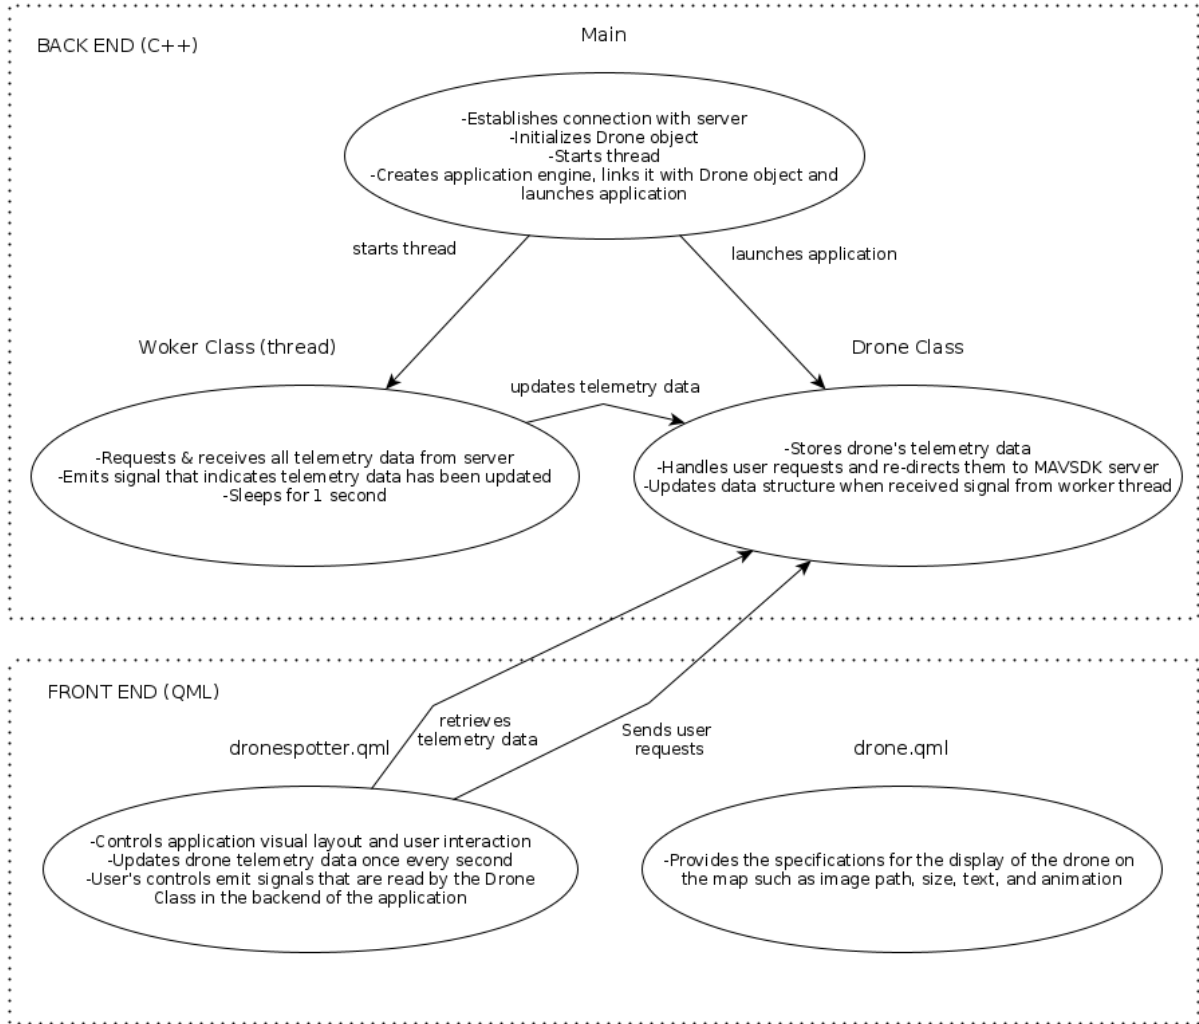 BACK END (C++)
Main
-Establishes connection with server
-Initializes Drone object
-Starts thread
-Creates application engine, links it with Drone object and
launches application
starts thread
launches application
Woker Class (thread)
Drone Class
updates telemetry data
-Requests & receives all telemetry data from server
-Emits signal that indicates telemetry data has been updated
-Sleeps for 1 second
-Stores drone's telemetry data
-Handles user requests and re-directs them to MAVSDK server
-Updates data structure when received signal from worker thread
FRONT END (QML)
dronespotter.qml
retrieves
telemetry data
Sends user
requests
drone.qml
-Controls application visual layout and user interaction
-Updates drone telemetry data once every second
-User's controls emit signals that are read by the Drone
Class in the backend of the application
-Provides the specifications for the display of the drone on
the map such as image path, size, text, and animation